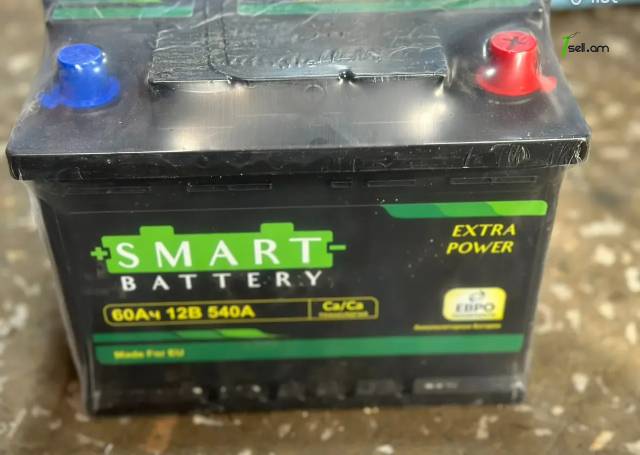 sell.am
EXTRA
POWER
+ SMART -
BATTERY
60Ач 12В 540А
Ca/Ca
ЕВРО
Made For EU